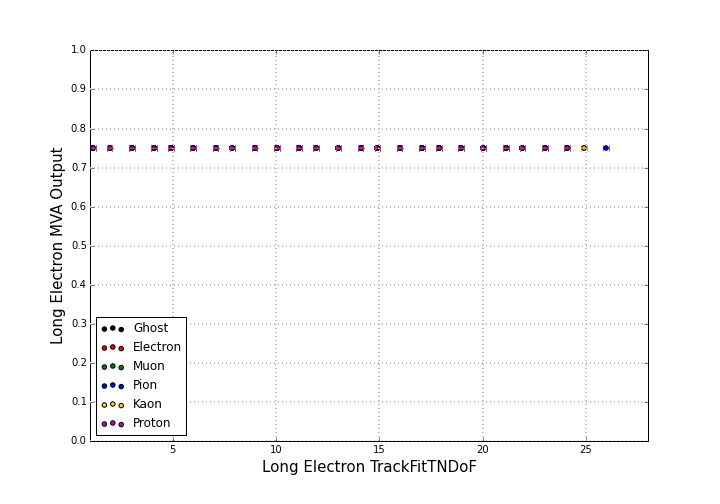 1.0
0.9
0.8
0.7
0.6
0.5
0.4
0.3
0.2
0.1
0.0
Long Electron MVA Output
Ghost
Electron
Muon
Pion
Kaon
Proton
5 10 15 20 25
Long Electron TrackFitTNDoF